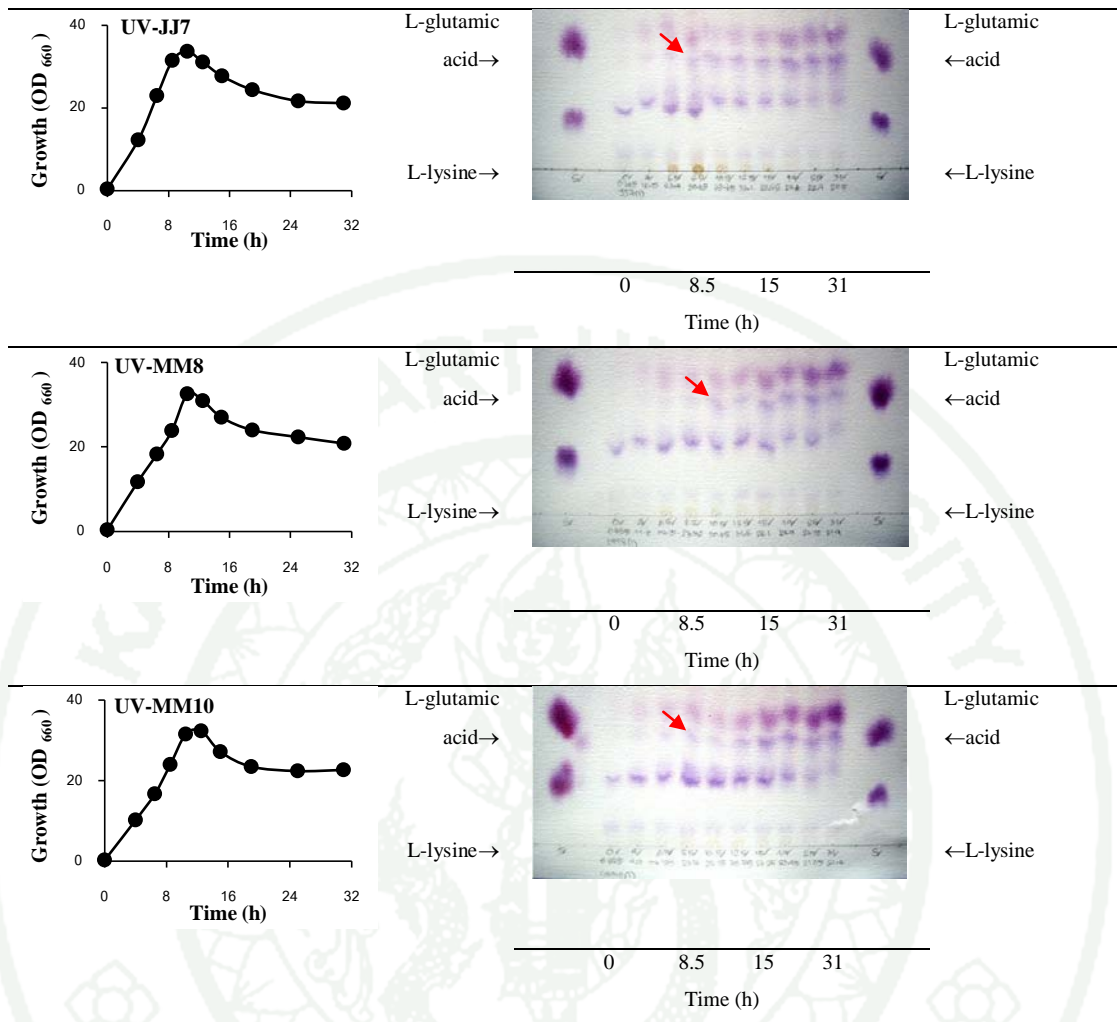 UV-JJ7
Growth (OD 660)
40
20
0
0 8 16 24 32
Time (h)
L-glutamic
acid→
L-lysine→
L-glutamic
←acid
←L-lysine
0 8.5 15 31
Time (h)
UV-MM8
Growth (OD 660)
40
20
0
0 8 16 24 32
Time (h)
L-glutamic
acid→
L-lysine→
L-glutamic
←acid
←L-lysine
0 8.5 15 31
Time (h)
UV-MM10
Growth (OD 660)
40
20
0
0 8 16 24 32
Time (h)
L-glutamic
acid→
L-lysine→
L-glutamic
←acid
←L-lysine
0 8.5 15 31
Time (h)